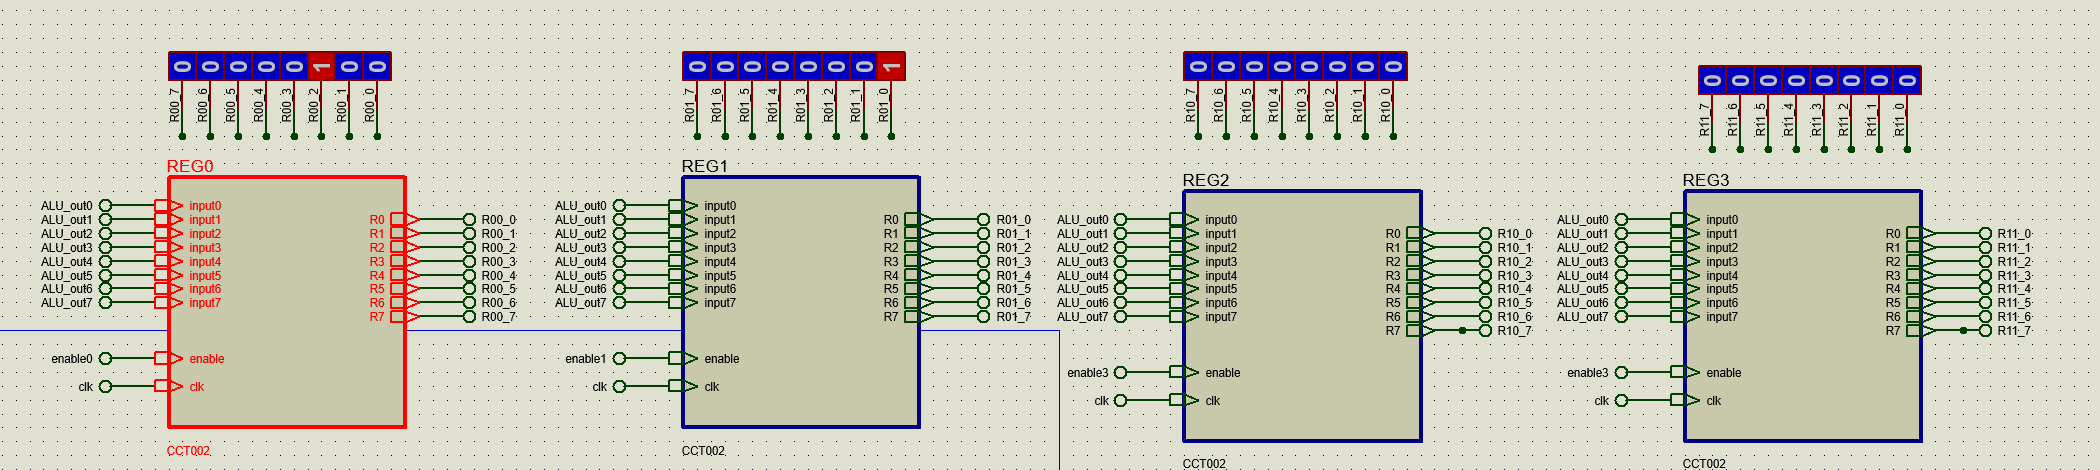 0 0 0 0 0 1 0 0
R00_7 R00_6 R00_5 R00_4 R00_3 R00_2 R00_1 R00_0
REG0
ALU_out0 input0
ALU_out1 input1 R0 R00_0
ALU_out2 input2 R1 R00_1
ALU_out3 input3 R2 R00_2
ALU_out4 input4 R3 R00_3
ALU_out5 input5 R4 R00_4
ALU_out6 input6 R5 R00_5
ALU_out7 input7 R6 R00_6
R7 R00_7
enable0 enable
clk clk
CCT002
0 0 0 0 0 0 0 1
R01_7 R01_6 R01_5 R01_4 R01_3 R01_2 R01_1 R01_0
REG1
ALU_out0 input0
ALU_out1 input1 R0 R01_0
ALU_out2 input2 R1 R01_1
ALU_out3 input3 R2 R01_2
ALU_out4 input4 R3 R01_3
ALU_out5 input5 R4 R01_4
ALU_out6 input6 R5 R01_5
ALU_out7 input7 R6 R01_6
R7 R01_7
enable1 enable
clk clk
CCT002
0 0 0 0 0 0 0 0
R10_7 R10_6 R10_5 R10_4 R10_3 R10_2 R10_1 R10_0
REG2
ALU_out0 input0
ALU_out1 input1 R0 R10_0
ALU_out2 input2 R1 R10_1
ALU_out3 input3 R2 R10_2
ALU_out4 input4 R3 R10_3
ALU_out5 input5 R4 R10_4
ALU_out6 input6 R5 R10_5
ALU_out7 input7 R6 R10_6
R7 R10_7
enable3 enable
clk clk
CCT002
0 0 0 0 0 0 0 0
R11_7 R11_6 R11_5 R11_4 R11_3 R11_2 R11_1 R11_0
REG3
ALU_out0 input0
ALU_out1 input1 R0 R11_0
ALU_out2 input2 R1 R11_1
ALU_out3 input3 R2 R11_2
ALU_out4 input4 R3 R11_3
ALU_out5 input5 R4 R11_4
ALU_out6 input6 R5 R11_5
ALU_out7 input7 R6 R11_6
R7 R11_7
enable3 enable
clk clk
CCT002